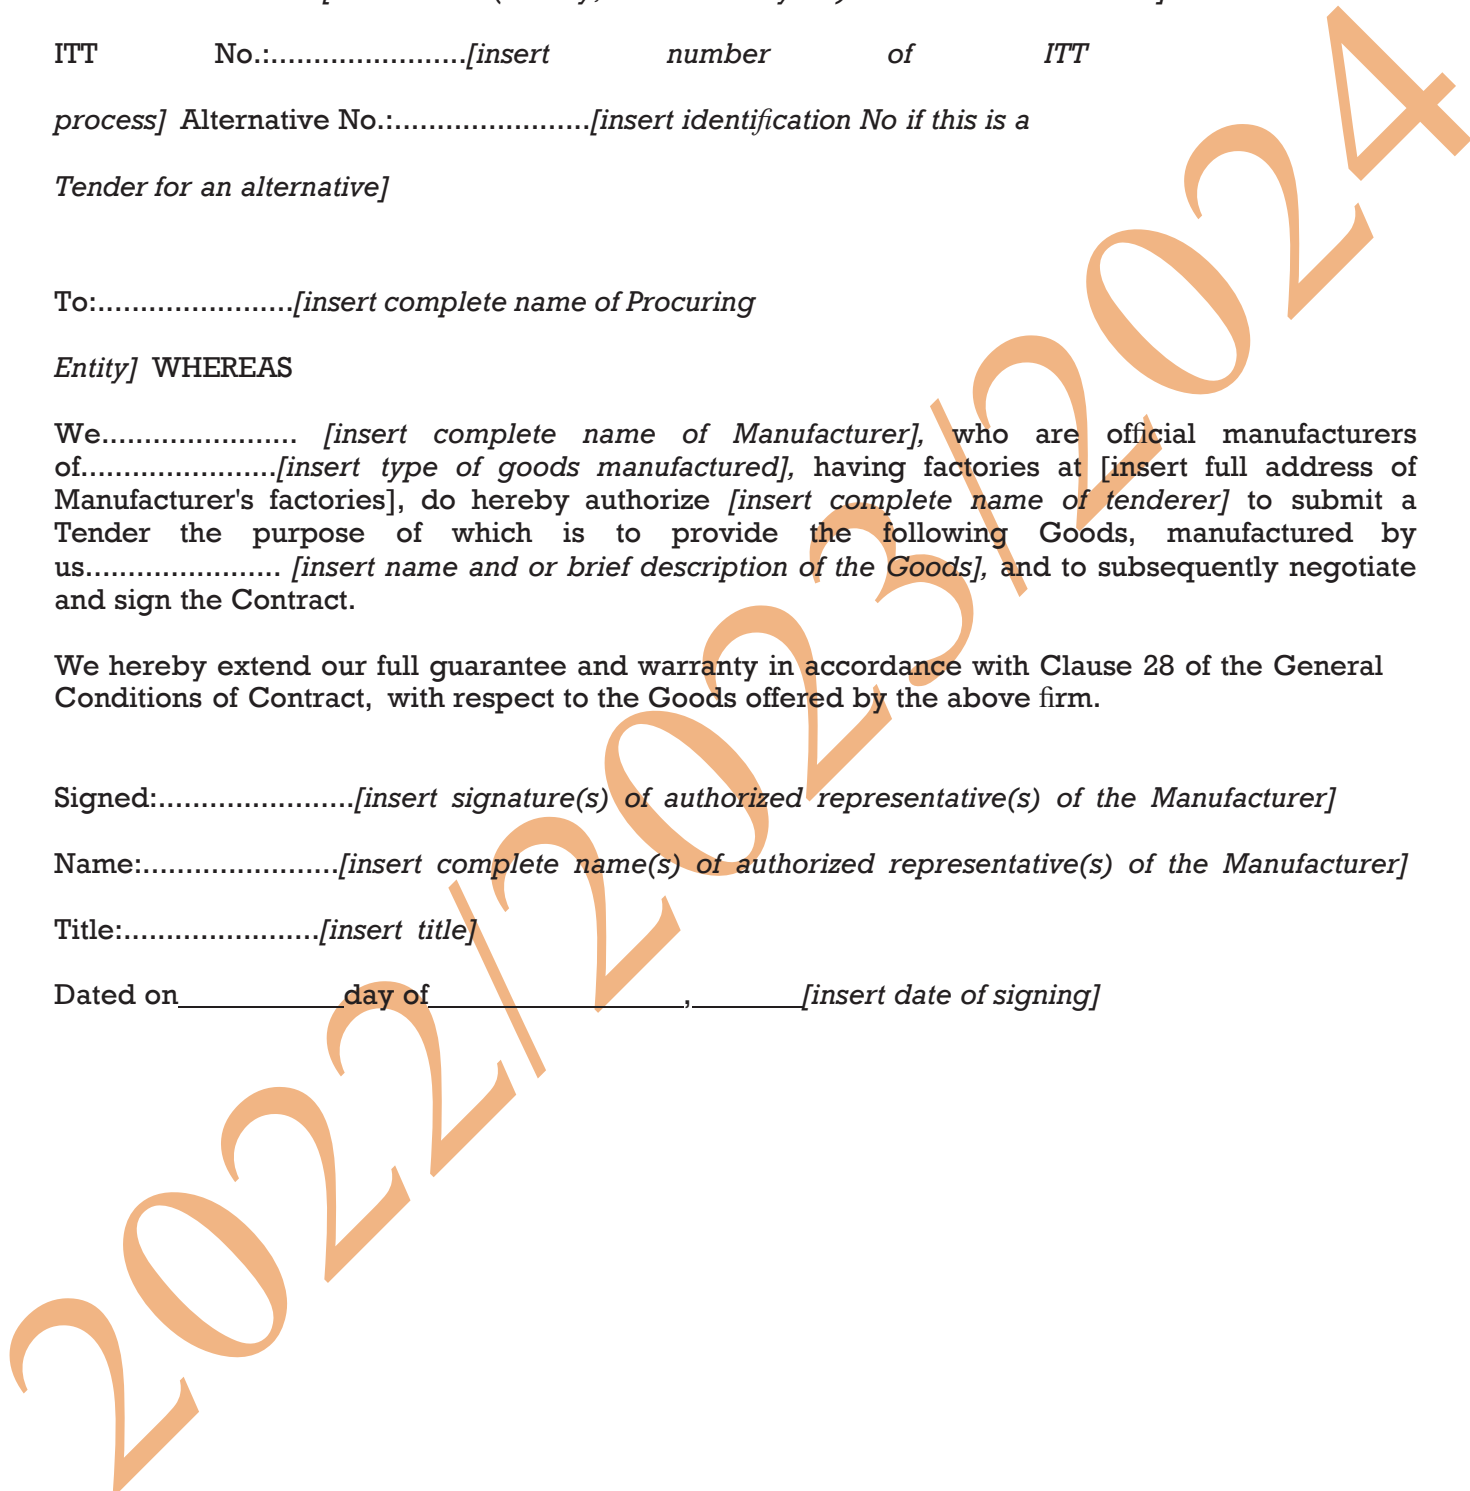 ITT No.:.......................[insert number of ITT
process] Alternative No.:.......................[insert identification No if this is a
Tender for an alternative]
To:.......................[insert complete name of Procuring
Entity] WHEREAS
We....................... [insert complete name of Manufacturer], who are official manufacturers
of.......................[insert type of goods manufactured], having factories at [insert full address of
Manufacturer's factories], do hereby authorize [insert complete name of tenderer] to submit a
Tender the purpose of which is to provide the following Goods, manufactured by
us....................... [insert name and or brief description of the Goods], and to subsequently negotiate
and sign the Contract.
We hereby extend our full guarantee and warranty in accordance with Clause 28 of the General
Conditions of Contract, with respect to the Goods offered by the above firm.
Signed:.......................[insert signature(s) of authorized representative(s) of the Manufacturer]
Name:.......................[insert complete name(s) of authorized representative(s) of the Manufacturer]
Title:.......................[insert title]
Dated on____________day of__________________,________[insert date of signing]
2022/2023/2024